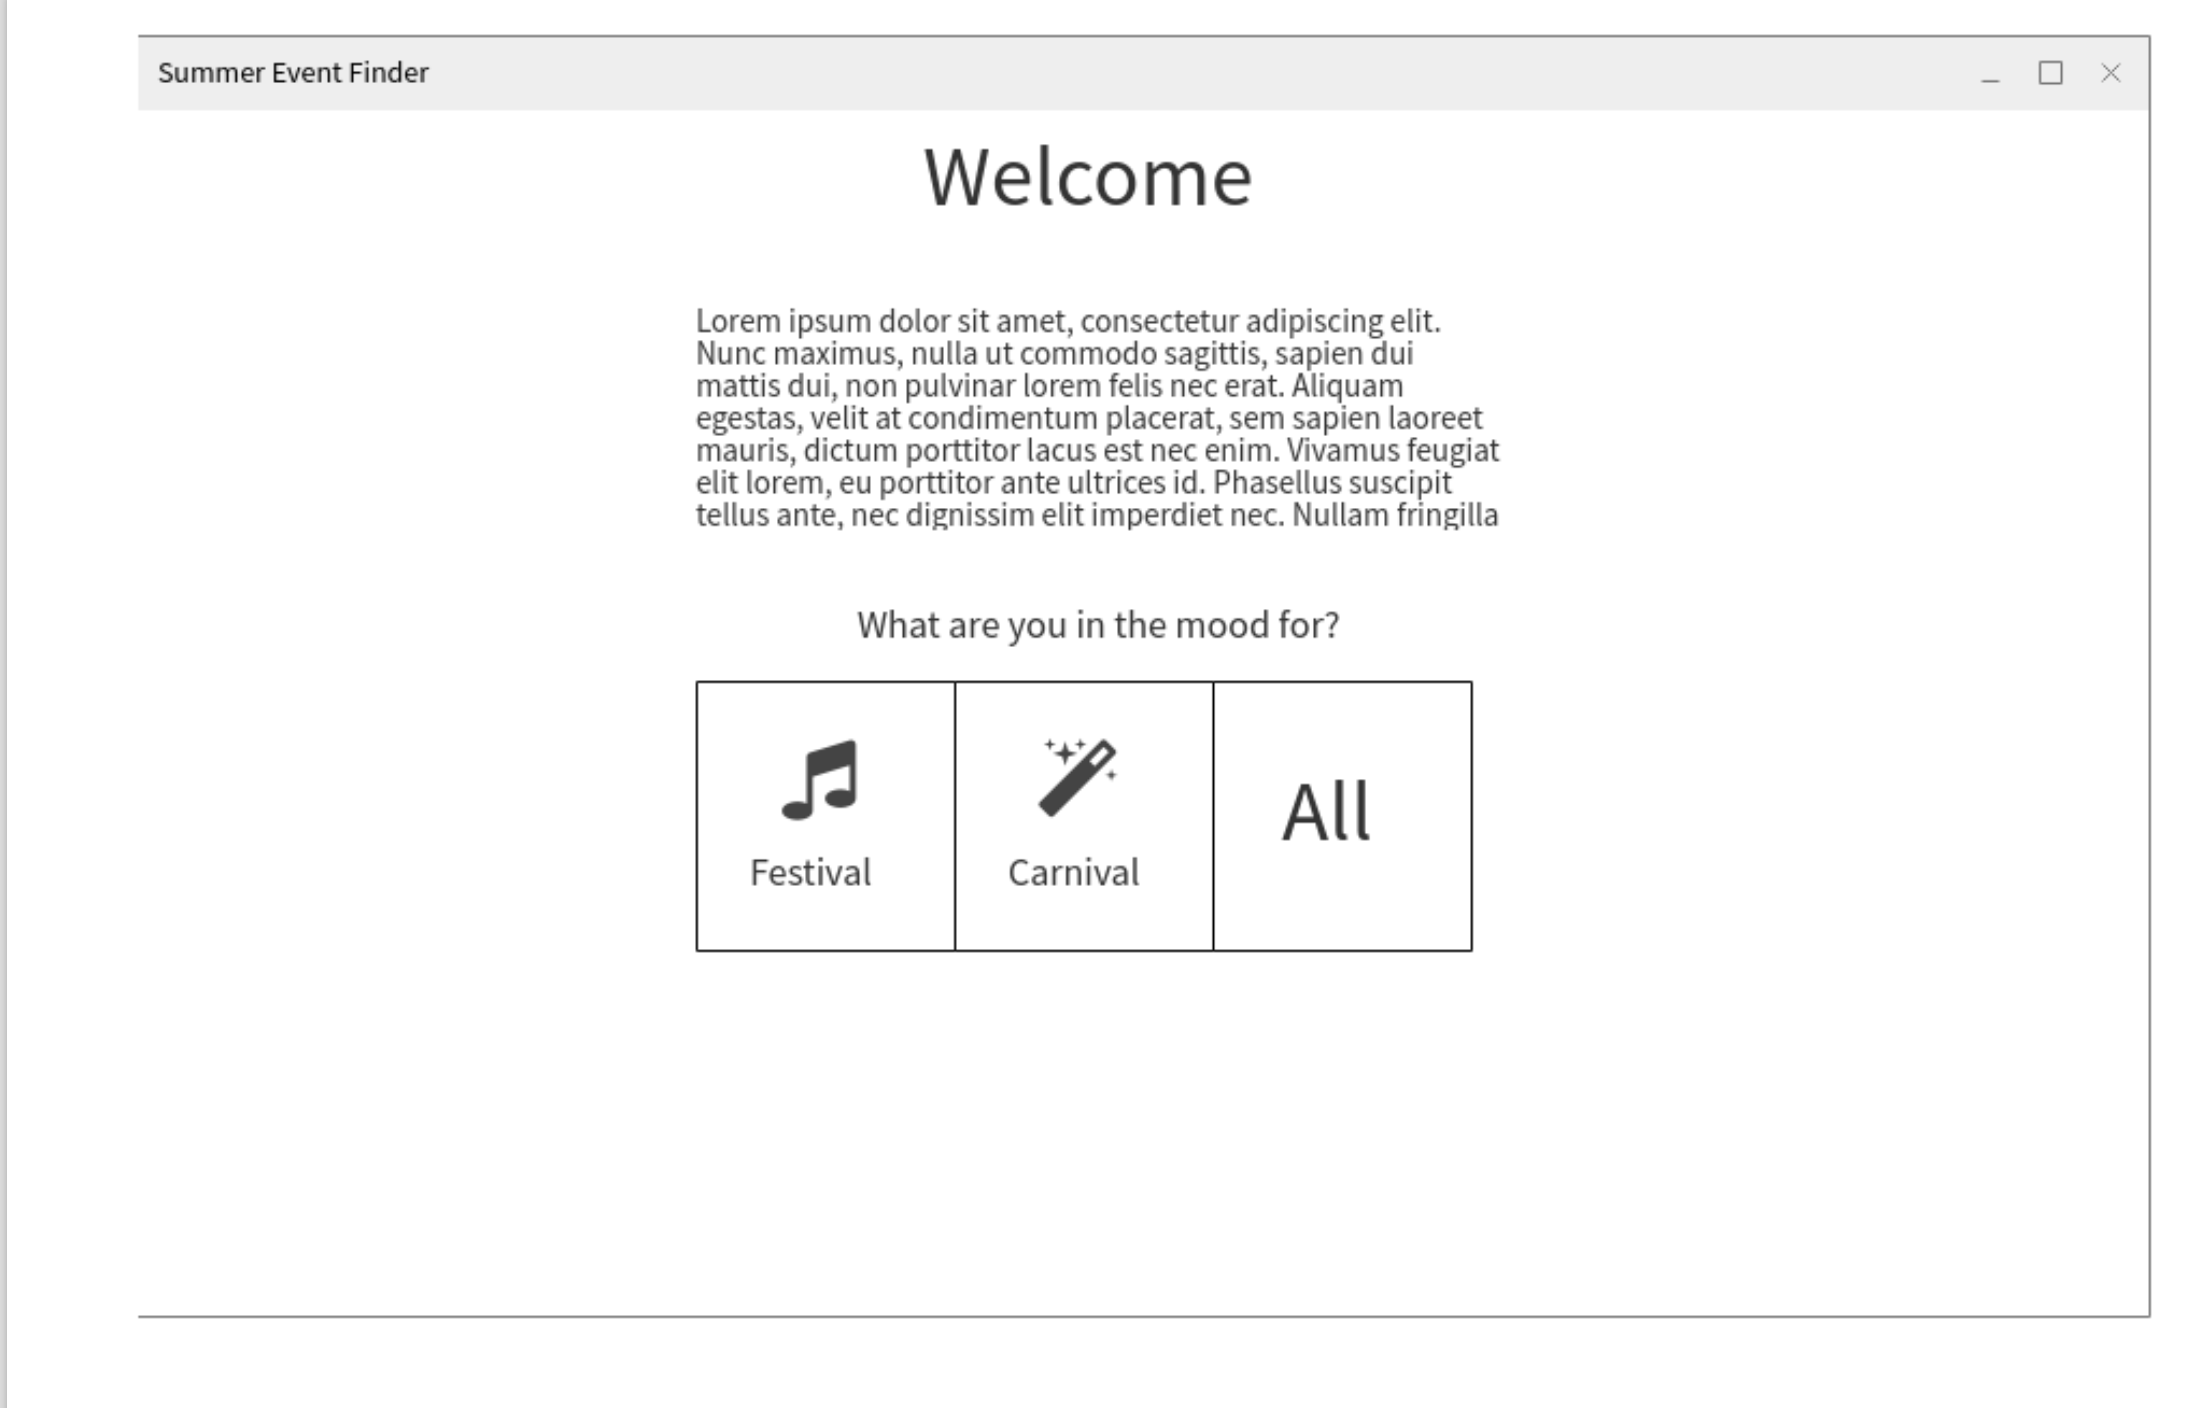 Summer Event Finder
Welcome
Lorem ipsum dolor sit amet, consectetur adipiscing elit.
Nunc maximus, nulla ut commodo sagittis, sapien dui
mattis dui, non pulvinar lorem felis nec erat. Aliquam
egestas, velit at condimentum placerat, sem sapien laoreet
mauris, dictum porttitor lacus est nec enim. Vivamus feugiat
elit lorem, eu porttitor ante ultrices id. Phasellus suscipit
tellus ante, nec dignissim elit imperdiet nec. Nullam fringilla
What are you in the mood for?
Festival
Carnival
All